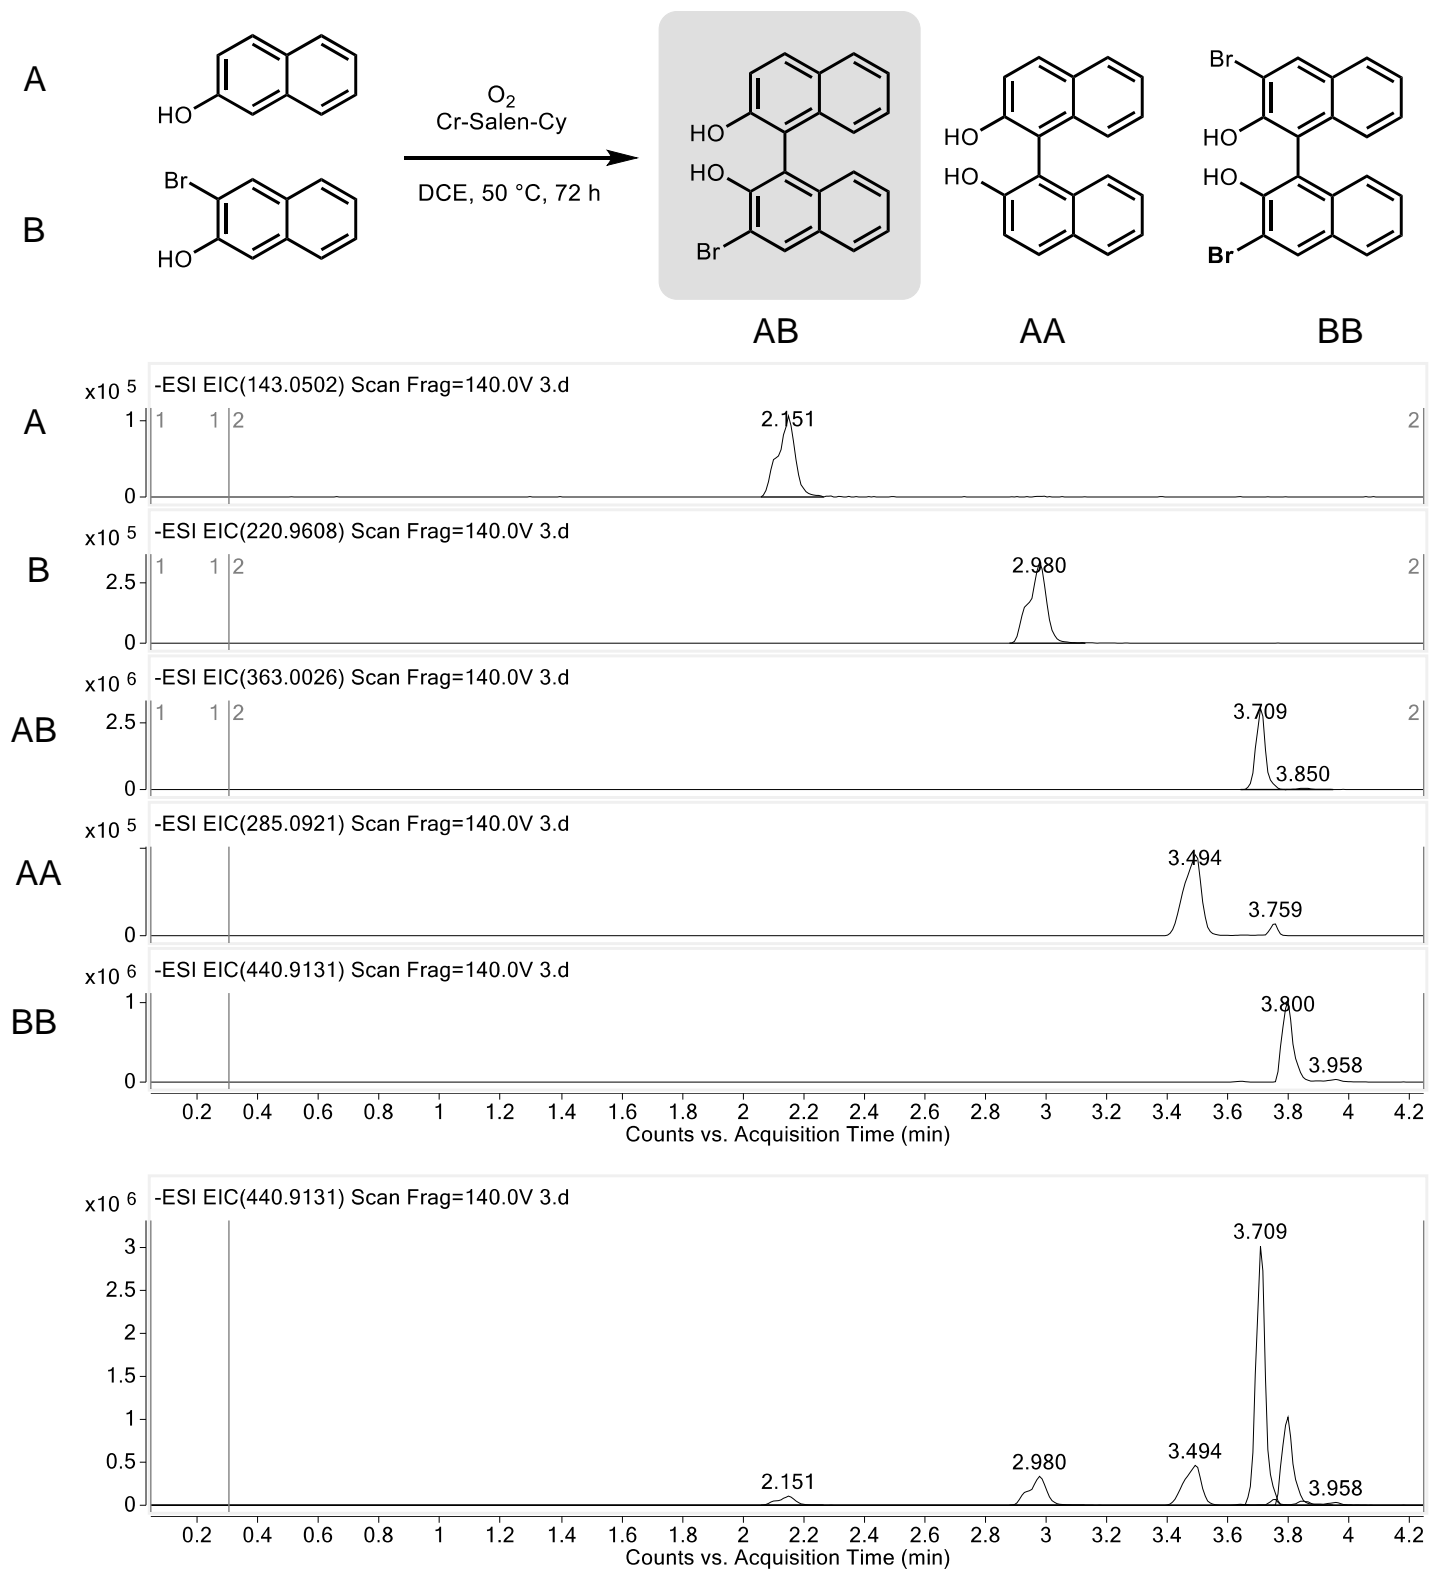 A
HO
Br
B
HO
O2
Cr-Salen-Cy
DCE, 50 °C, 72 h
HO
HO
Br
AB
HO
HO
AA
Br
HO
HO
Br
BB
A
x10 5
-ESI EIC(143.0502) Scan Frag=140.0V 3.d
1 1 2 2
2.151
1
0
B
x10 5
-ESI EIC(220.9608) Scan Frag=140.0V 3.d
1 1 2 2
2.980
2.5
0
AB
x10 6
-ESI EIC(363.0026) Scan Frag=140.0V 3.d
1 1 2 2
3.709
3.850
2.5
0
AA
x10 5
-ESI EIC(285.0921) Scan Frag=140.0V 3.d
3.494
3.759
0
BB
x10 6
-ESI EIC(440.9131) Scan Frag=140.0V 3.d
3.800
3.958
1
0
0.2 0.4 0.6 0.8 1 1.2 1.4 1.6 1.8 2 2.2 2.4 2.6 2.8 3 3.2 3.4 3.6 3.8 4 4.2
Counts vs. Acquisition Time (min)
x10 6
-ESI EIC(440.9131) Scan Frag=140.0V 3.d
3.709
3
2.5
2
1.5
1
0.5
0
2.151
2.980
3.494
3.958
0.2 0.4 0.6 0.8 1 1.2 1.4 1.6 1.8 2 2.2 2.4 2.6 2.8 3 3.2 3.4 3.6 3.8 4 4.2
Counts vs. Acquisition Time (min)